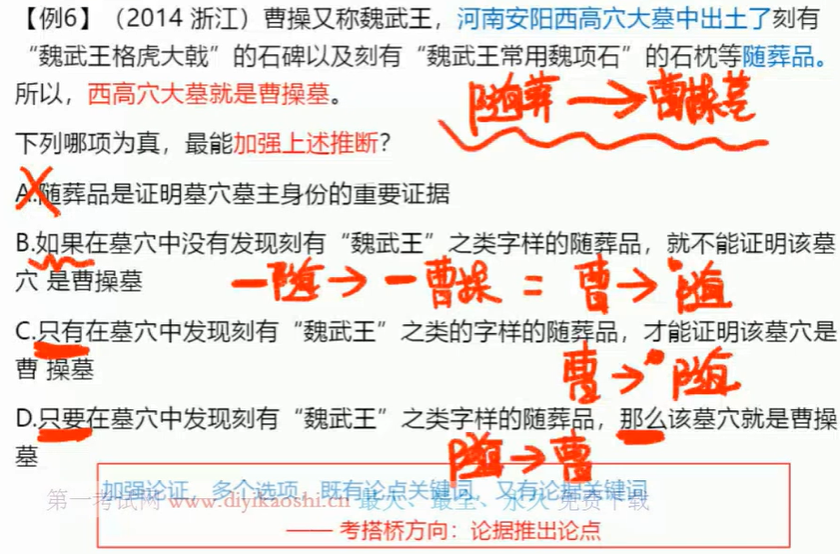 【例6】（2014 浙江）曹操又称魏武王，河南安阳西高穴大墓中出土了刻有
“魏武王格虎大戟”的石碑以及刻有“魏武王常用魏项石”的石枕等随葬品。
所以，西高穴大墓就是曹操墓。
随葬→曹操墓
下列哪项为真，最能加强上述推断？
A.随葬品是证明墓穴墓主身份的重要证据
B.如果在墓穴中没有发现刻有“魏武王”之类字样的随葬品，就不能证明该墓
穴 是曹操墓
一随→一曹操 = 曹→随
C.只有在墓穴中发现刻有“魏武王”之类的字样的随葬品，才能证明该墓穴是
曹 操墓
曹→随
D.只要在墓穴中发现刻有“魏武王”之类字样的随葬品，那么该墓穴就是曹操
墓
随→曹
加强论证，多个选项，既有论点关键词，又有论据关键词
第一考试网 www.diyikaoshi.cn 最大、最全、永久 免费下载
—— 考搭桥方向：论据推出论点